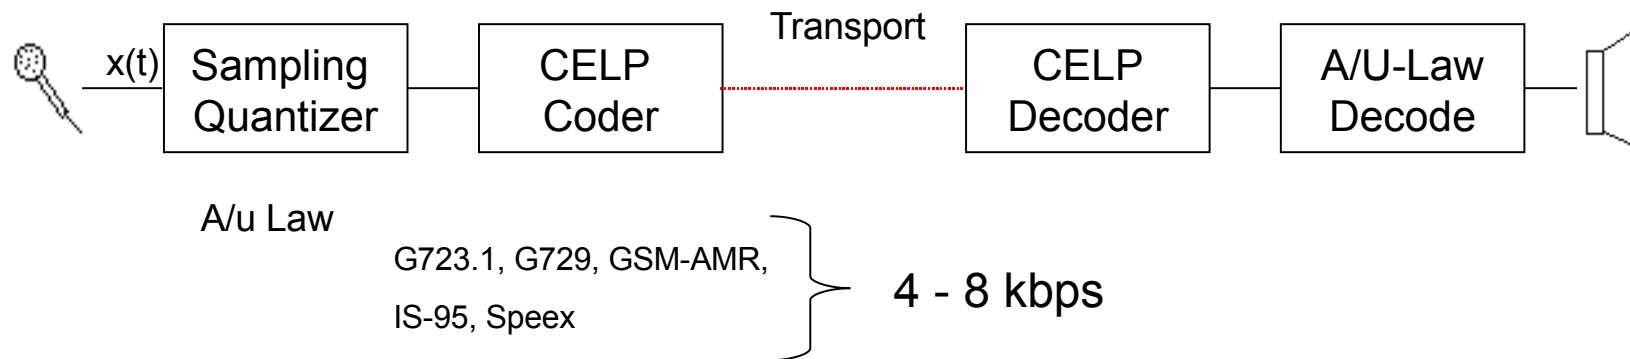 Transport
x(t)
Sampling
Quantizer
CELP
Coder
CELP
Decoder
A/U-Law
Decode
A/u Law
G723.1, G729, GSM-AMR,
IS-95, Speex
4 - 8 kbps